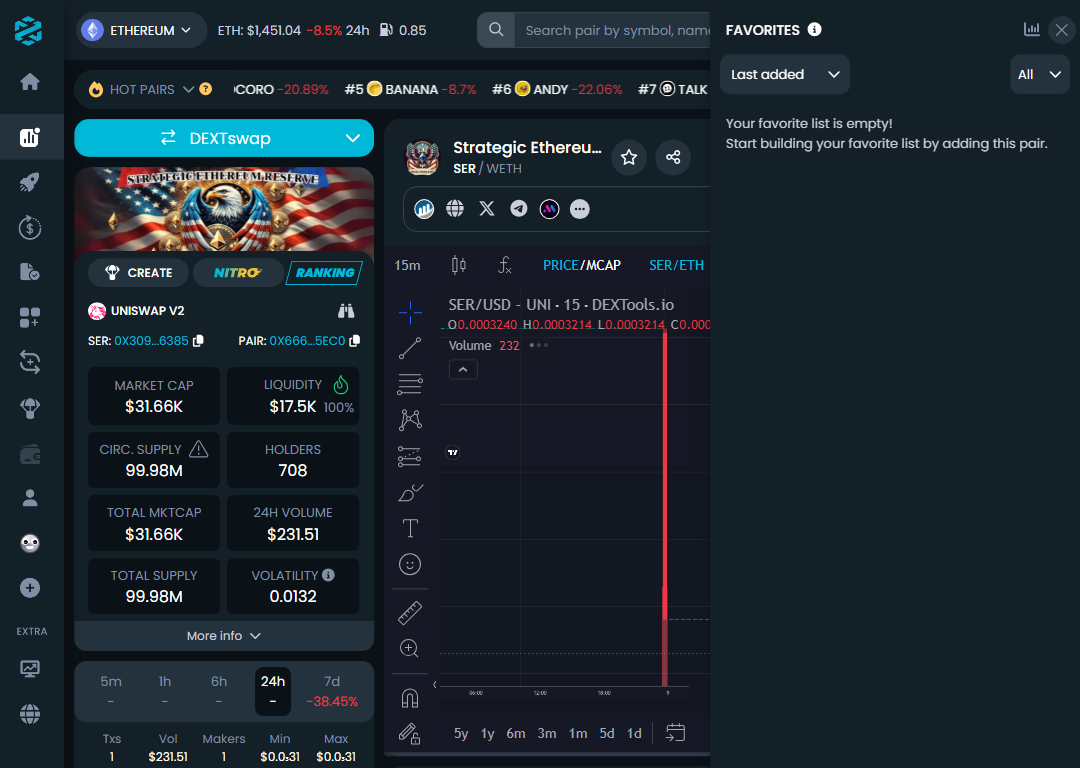 ETHEREUM
ETH: $1,451.04 -8.5% 24h 0.85
Search pair by symbol, name
HOT PAIRS ? OCORO -20.89% #5 BANANA -8.7% #6 ANDY -22.06% #7 TALK
DEXTswap
STRATEGIC ETHEREUM RESERVE
CREATE NITRO RANKING
UNISWAP V2
SER: 0X309...6385 PAIR: 0X666...5EC0
MARKET CAP
$31.66K
LIQUIDITY
$17.5K 100%
CIRC. SUPPLY
99.98M
HOLDERS
708
TOTAL MKTCAP
$31.66K
24H VOLUME
$231.51
TOTAL SUPPLY
99.98M
VOLATILITY
0.0132
More info
5m 1h 6h 24h 7d
- - - - -38.45%
Txs Vol Makers Min Max
1 $231.51 1 $0.0₃31 $0.0₃31
EXTRA
Strategic Ethereu...
SER / WETH
15m PRICE/MCAP SER/ETH
SER/USD - UNI · 15 · DEXTools.io
O0.0003240 H0.0003214 L0.0003214 C0.000
Volume 232
06:00 12:00 18:00 9
5y 1y 6m 3m 1m 5d 1d
FAVORITES
Last added
All
Your favorite list is empty!
Start building your favorite list by adding this pair.